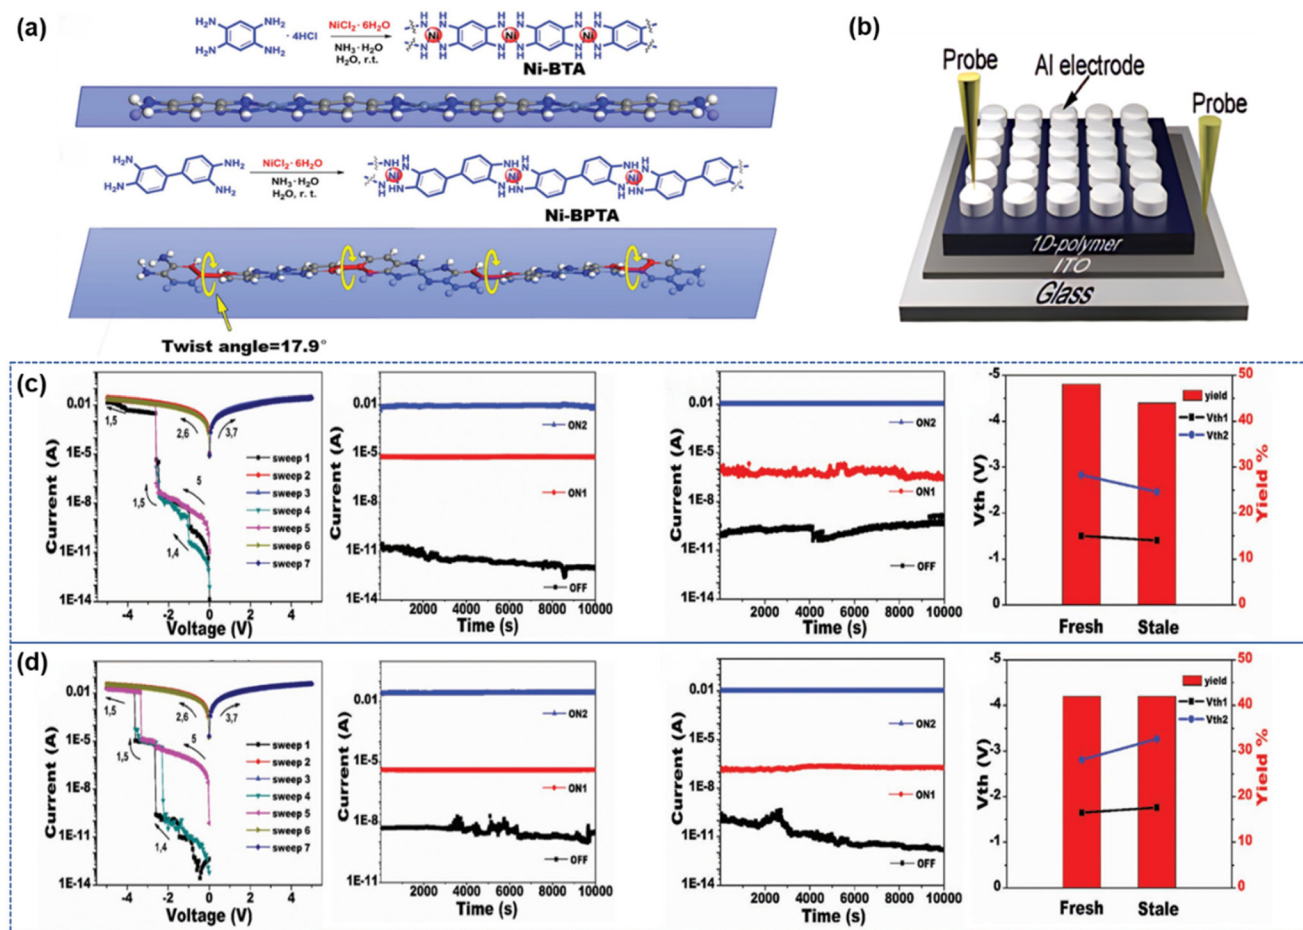 (a)
H₂N
NH₂
H₂N
NH₂
· 4HCl
NiCl₂ · 6H₂O
NH₃ · H₂O
H₂O, r.t.
Ni
Ni
Ni
Ni-BTA
H₂N
H₂N
NH₂
NH₂
NiCl₂ · 6H₂O
NH₃ · H₂O
H₂O, r. t.
Ni
Ni
Ni
Ni-BPTA
Twist angle=17.9°
(b)
Probe
Al electrode
Probe
1D-polymer
ITO
Glass
(c)
Current (A)
0.01
1E-5
1E-8
1E-11
1E-14
-4
-2
0
2
4
Voltage (V)
1,5
2,6
3,7
5
1,5
1,4
sweep 1
sweep 2
sweep 3
sweep 4
sweep 5
sweep 6
sweep 7
Current (A)
0.01
1E-5
1E-8
1E-11
1E-14
2000 4000 6000 8000 10000
Time (s)
ON2
ON1
OFF
Current (A)
0.01
1E-5
1E-8
1E-11
1E-14
2000 4000 6000 8000 10000
Time (s)
ON2
ON1
OFF
Vth (V)
-5
-4
-3
-2
-1
0
yield
Vth1
Vth2
50
40
30
20
10
0
Yield %
Fresh Stale
(d)
Current (A)
0.01
1E-5
1E-8
1E-11
1E-14
-4
-2
0
2
4
Voltage (V)
1,5
2,6
3,7
5
1,5
1,4
sweep 1
sweep 2
sweep 3
sweep 4
sweep 5
sweep 6
sweep 7
Current (A)
0.01
1E-5
1E-8
1E-11
2000 4000 6000 8000 10000
Time (s)
ON2
ON1
OFF
Current (A)
0.01
1E-5
1E-8
1E-11
1E-14
2000 4000 6000 8000 10000
Time (s)
ON2
ON1
OFF
Vth (V)
-5
-4
-3
-2
-1
0
yield
Vth1
Vth2
50
40
30
20
10
0
Yield %
Fresh Stale